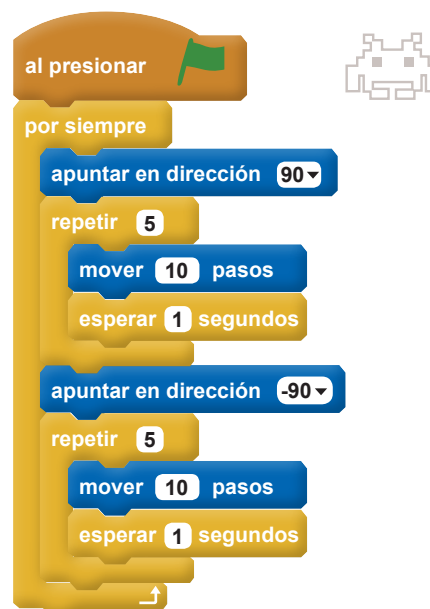 al presionar
por siempre
apuntar en dirección 90
repetir 5
mover 10 pasos
esperar 1 segundos
apuntar en dirección -90
repetir 5
mover 10 pasos
esperar 1 segundos